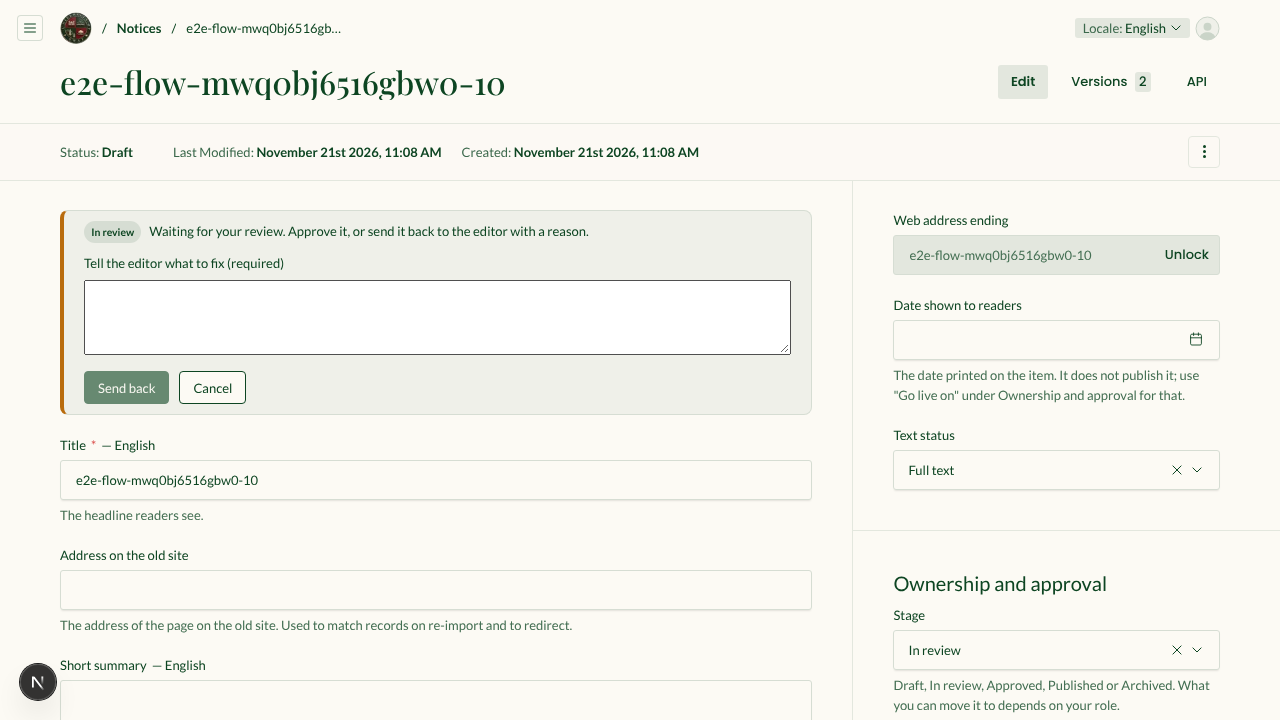 / Notices / e2e-flow-mwq0bj6516gb…
Locale: English
e2e-flow-mwq0bj6516gbw0-10
Edit
Versions 2
API
Status: Draft
Last Modified: November 21st 2026, 11:08 AM
Created: November 21st 2026, 11:08 AM
In review Waiting for your review. Approve it, or send it back to the editor with a reason.
Tell the editor what to fix (required)
Send back
Cancel
Title * — English
e2e-flow-mwq0bj6516gbw0-10
The headline readers see.
Address on the old site
The address of the page on the old site. Used to match records on re-import and to redirect.
Short summary — English
N
Web address ending
e2e-flow-mwq0bj6516gbw0-10
Unlock
Date shown to readers
The date printed on the item. It does not publish it; use
"Go live on" under Ownership and approval for that.
Text status
Full text
Ownership and approval
Stage
In review
Draft, In review, Approved, Published or Archived. What
you can move it to depends on your role.